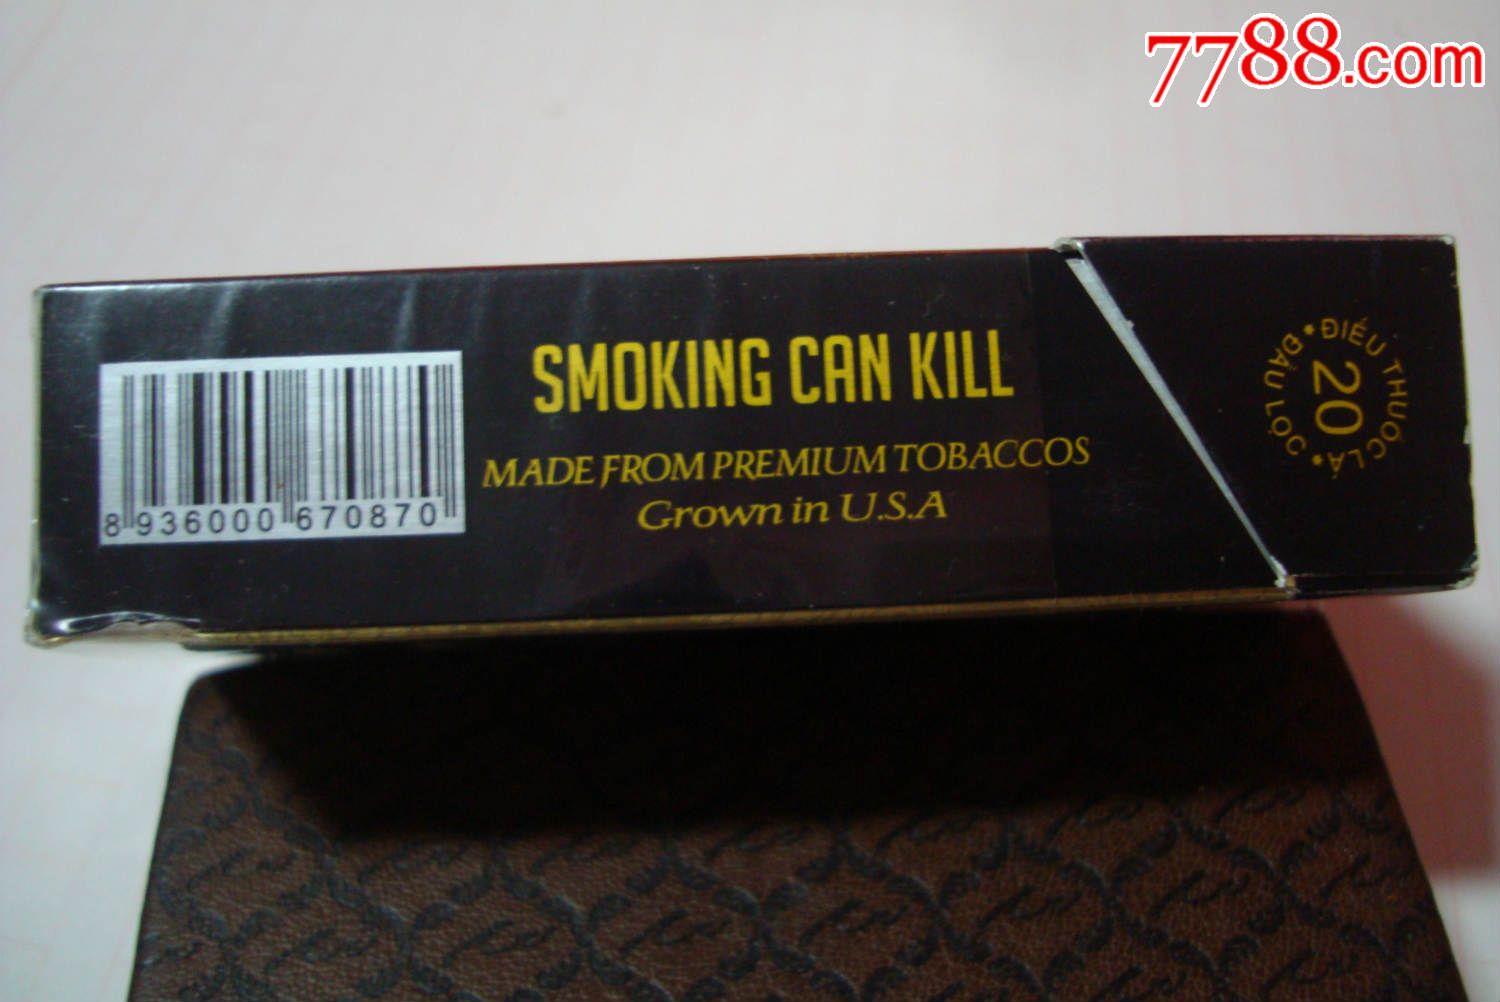 7788.com
SMOKING CAN KILL
MADE FROM PREMIUM TOBACCOS
Grown in U.S.A
8 936000 670870
ĐIẾU THUỐC LÁ • ĐẦU LỌC •
20